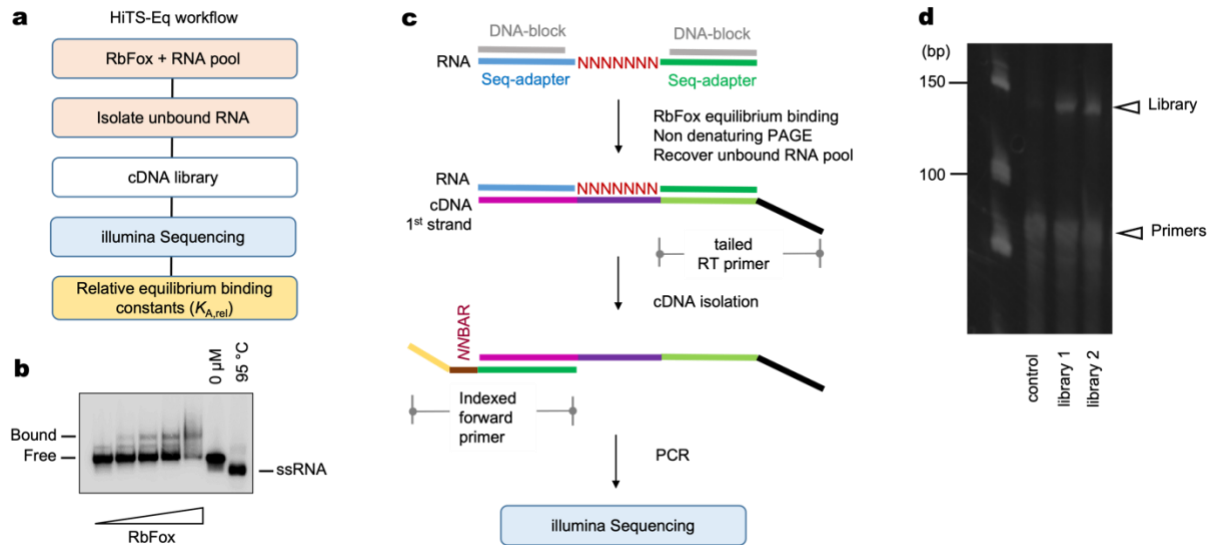 a
HiTS-Eq workflow
RbFox + RNA pool
Isolate unbound RNA
cDNA library
illumina Sequencing
Relative equilibrium binding
constants (K_A,rel)
b
0 µM
95 °C
Bound
Free
ssRNA
RbFox
c
DNA-block
DNA-block
RNA
NNNNNNN
Seq-adapter
Seq-adapter
RbFox equilibrium binding
Non denaturing PAGE
Recover unbound RNA pool
RNA
NNNNNNN
cDNA
1st strand
tailed
RT primer
cDNA isolation
NNBAR
Indexed
forward
primer
PCR
illumina Sequencing
d
(bp)
150
100
Library
Primers
control
library 1
library 2